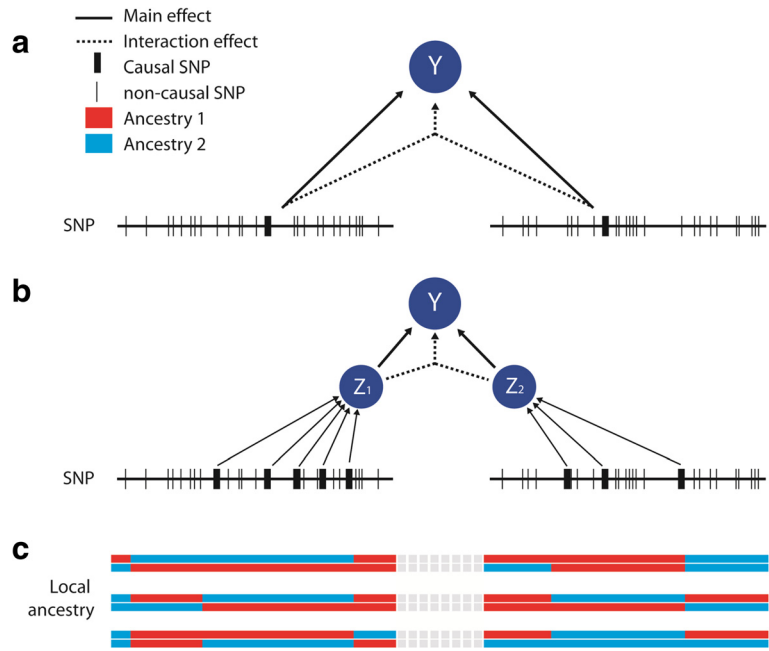 a
Main effect
Interaction effect
Causal SNP
non-causal SNP
Ancestry 1
Ancestry 2
Y
SNP
b
Y
Z1
Z2
SNP
c
Local
ancestry